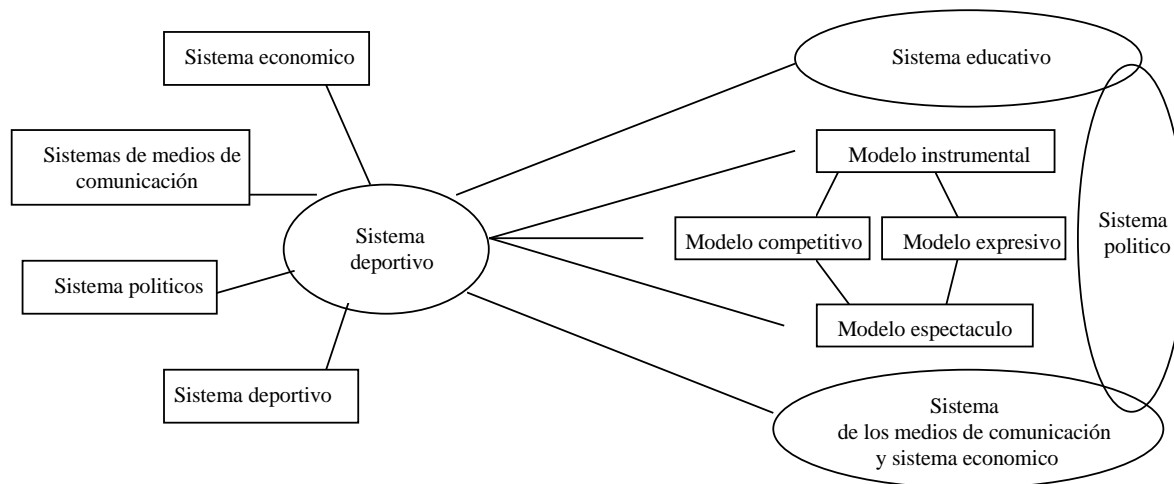 Sistema economico
Sistemas de medios de
comunicación
Sistema politicos
Sistema deportivo
Sistema
deportivo
Sistema educativo
Modelo instrumental
Modelo competitivo
Modelo expresivo
Modelo espectaculo
Sistema
politico
Sistema
de los medios de comunicación
y sistema economico